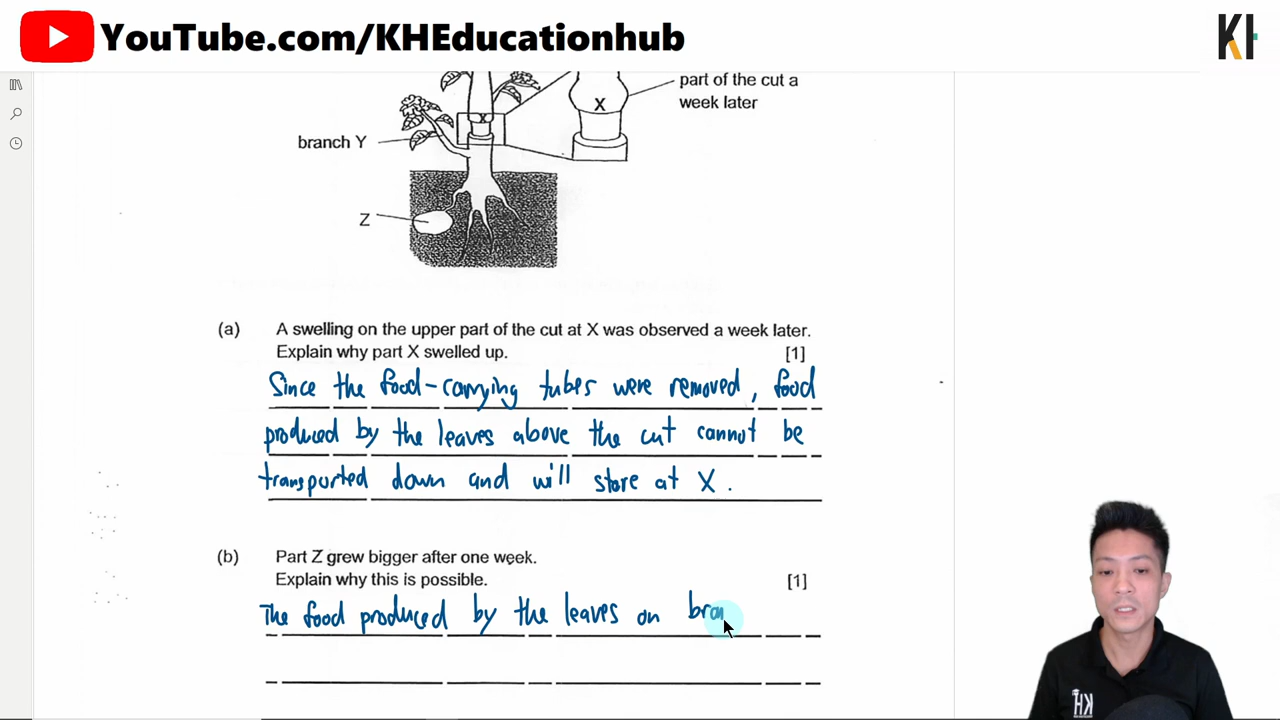 YouTube.com/KHEducationhub
KH
part of the cut a
week later
X
X
branch Y
Z
(a) A swelling on the upper part of the cut at X was observed a week later.
Explain why part X swelled up. [1]
Since the food-carrying tubes were removed, food
produced by the leaves above the cut cannot be
transported down and will store at X.
(b) Part Z grew bigger after one week.
Explain why this is possible. [1]
The food produced by the leaves on bra
KH